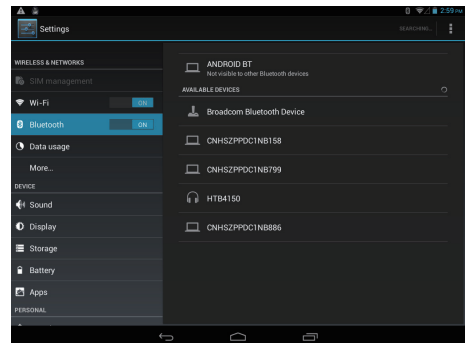 2:59 PM
Settings
SEARCHING...
WIRELESS & NETWORKS
SIM management
Wi-Fi
ON
Bluetooth
ON
Data usage
More...
DEVICE
Sound
Display
Storage
Battery
Apps
PERSONAL
ANDROID BT
Not visible to other Bluetooth devices
AVAILABLE DEVICES
Broadcom Bluetooth Device
CNHSZPPDC1NB158
CNHSZPPDC1NB799
HTB4150
CNHSZPPDC1NB886